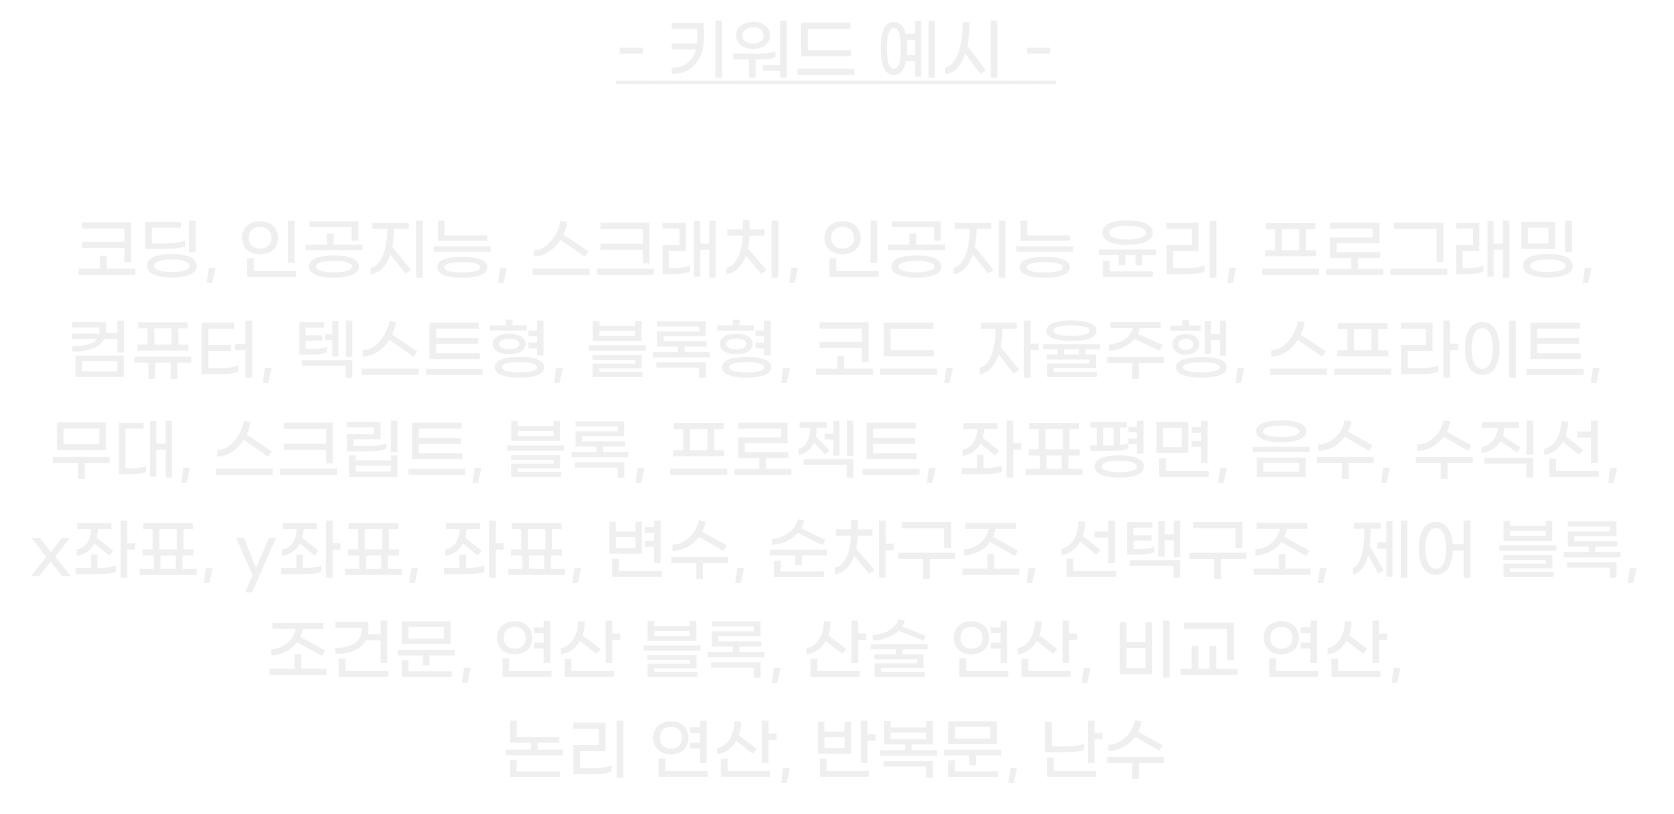 - 키워드 예시 -
코딩, 인공지능, 스크래치, 인공지능 윤리, 프로그래밍,
컴퓨터, 텍스트형, 블록형, 코드, 자율주행, 스프라이트,
무대, 스크립트, 블록, 프로젝트, 좌표평면, 음수, 수직선,
x좌표, y좌표, 좌표, 변수, 순차구조, 선택구조, 제어 블록,
조건문, 연산 블록, 산술 연산, 비교 연산,
논리 연산, 반복문, 난수